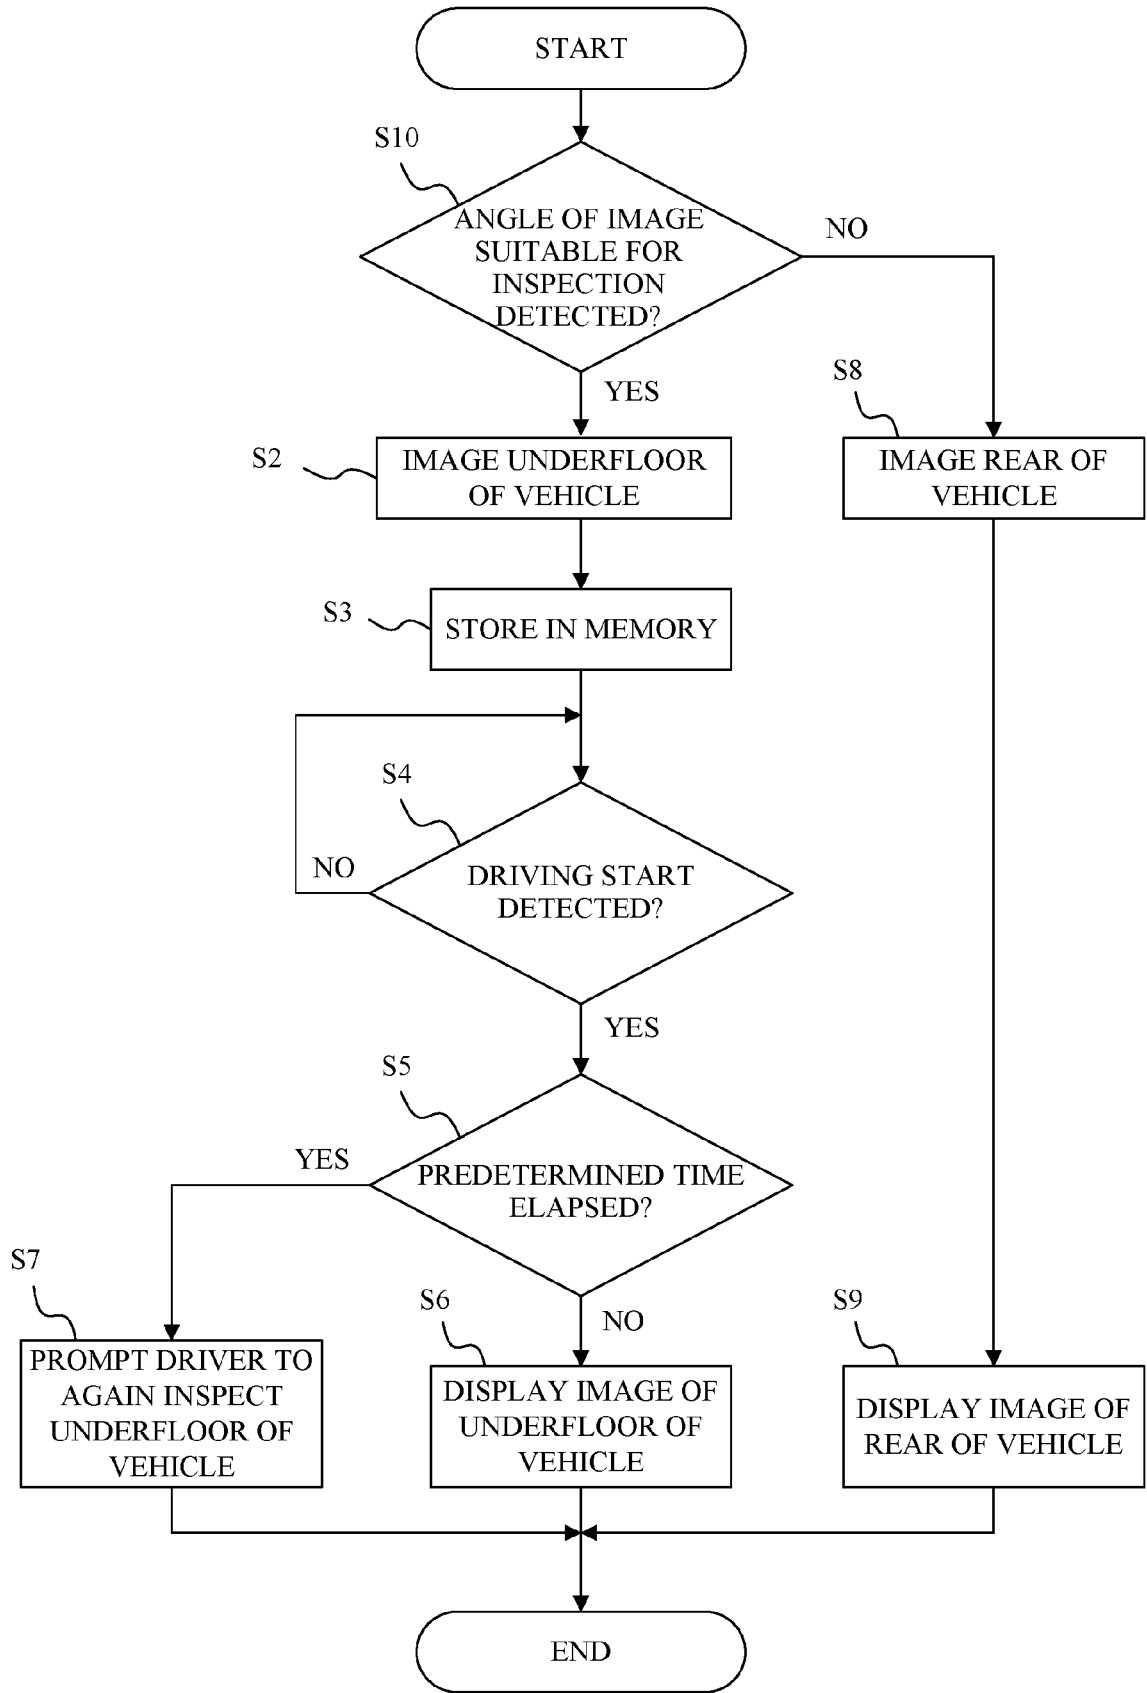 START
S10
ANGLE OF IMAGE
SUITABLE FOR
INSPECTION
DETECTED?
NO
YES
S8
S2
IMAGE UNDERFLOOR
OF VEHICLE
IMAGE REAR OF
VEHICLE
S3
STORE IN MEMORY
S4
NO
DRIVING START
DETECTED?
YES
S5
YES
PREDETERMINED TIME
ELAPSED?
S7
S6
NO
S9
PROMPT DRIVER TO
AGAIN INSPECT
UNDERFLOOR OF
VEHICLE
DISPLAY IMAGE OF
UNDERFLOOR OF
VEHICLE
DISPLAY IMAGE OF
REAR OF VEHICLE
END